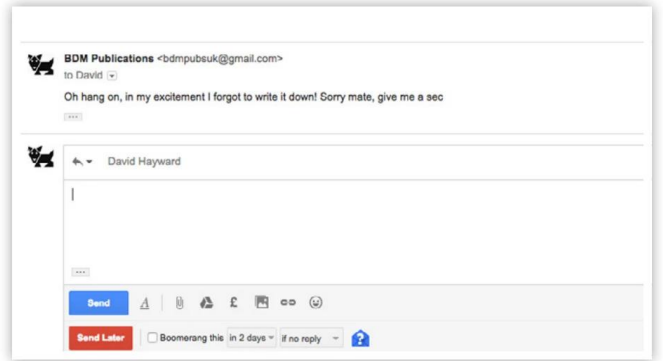 BDM Publications <bdmpubsuk@gmail.com>
to David
Oh hang on, in my excitement I forgot to write it down! Sorry mate, give me a sec
David Hayward
Send A £
Send Later Boomerang this in 2 days if no reply ?